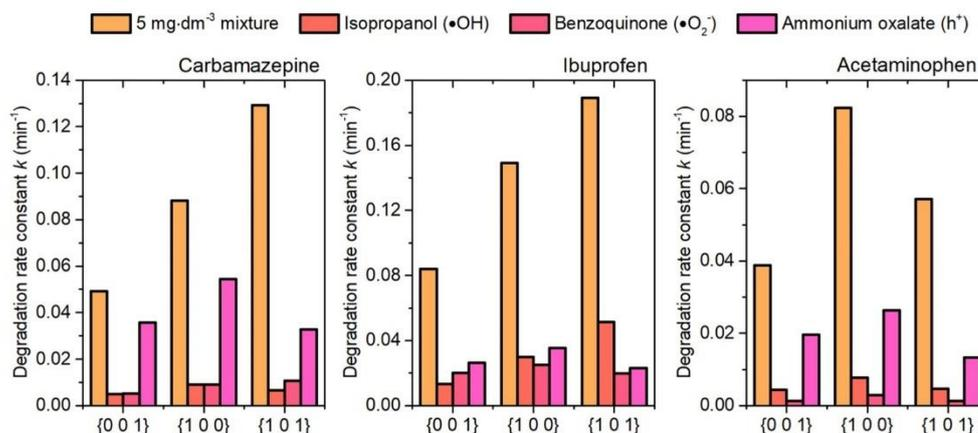 5 mg·dm⁻³ mixture Isopropanol (•OH) Benzoquinone (•O₂⁻) Ammonium oxalate (h⁺)
Carbamazepine
Degradation rate constant k (min⁻¹)
0.14
0.12
0.10
0.08
0.06
0.04
0.02
0.00
{0 0 1} {1 0 0} {1 0 1}
Ibuprofen
Degradation rate constant k (min⁻¹)
0.20
0.16
0.12
0.08
0.04
0.00
{0 0 1} {1 0 0} {1 0 1}
Acetaminophen
Degradation rate constant k (min⁻¹)
0.08
0.06
0.04
0.02
0.00
{0 0 1} {1 0 0} {1 0 1}